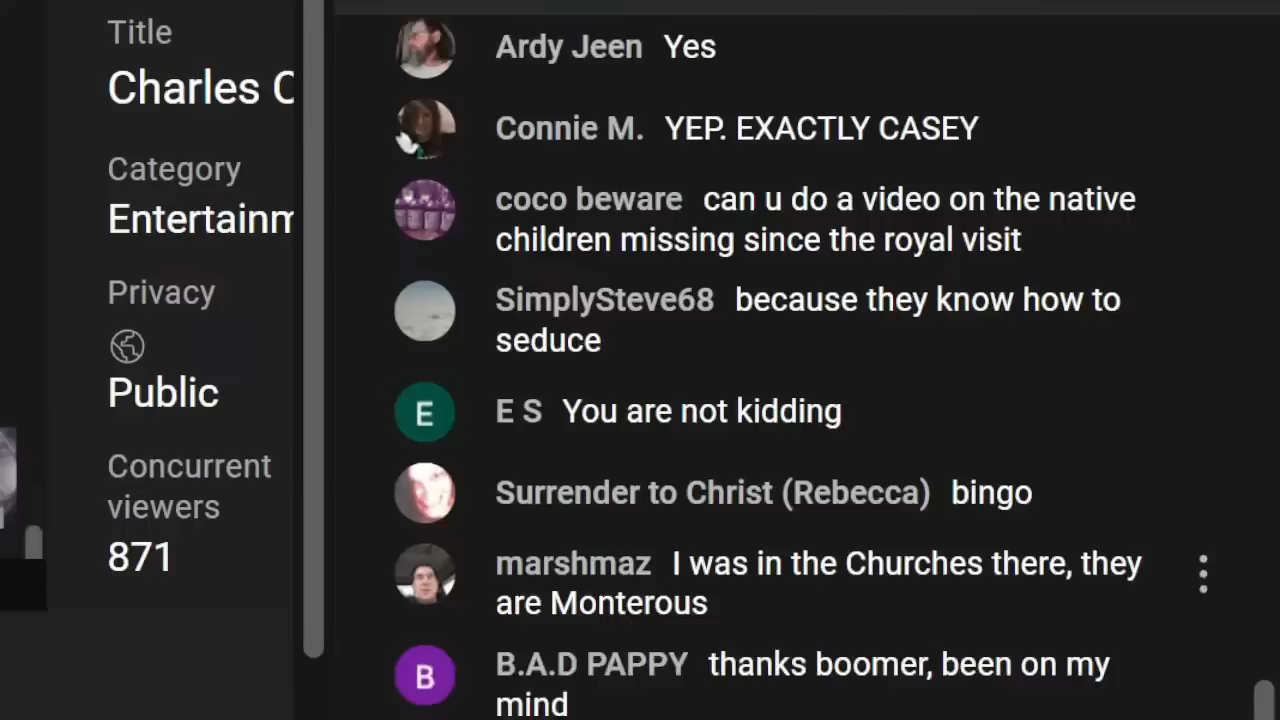 Title
Charles C
Category
Entertainm
Privacy
Public
Concurrent
viewers
871
Ardy Jeen Yes
Connie M. YEP. EXACTLY CASEY
coco beware can u do a video on the native
children missing since the royal visit
SimplySteve68 because they know how to
seduce
E
E S You are not kidding
Surrender to Christ (Rebecca) bingo
marshmaz I was in the Churches there, they
are Monterous
B
B.A.D PAPPY thanks boomer, been on my
mind